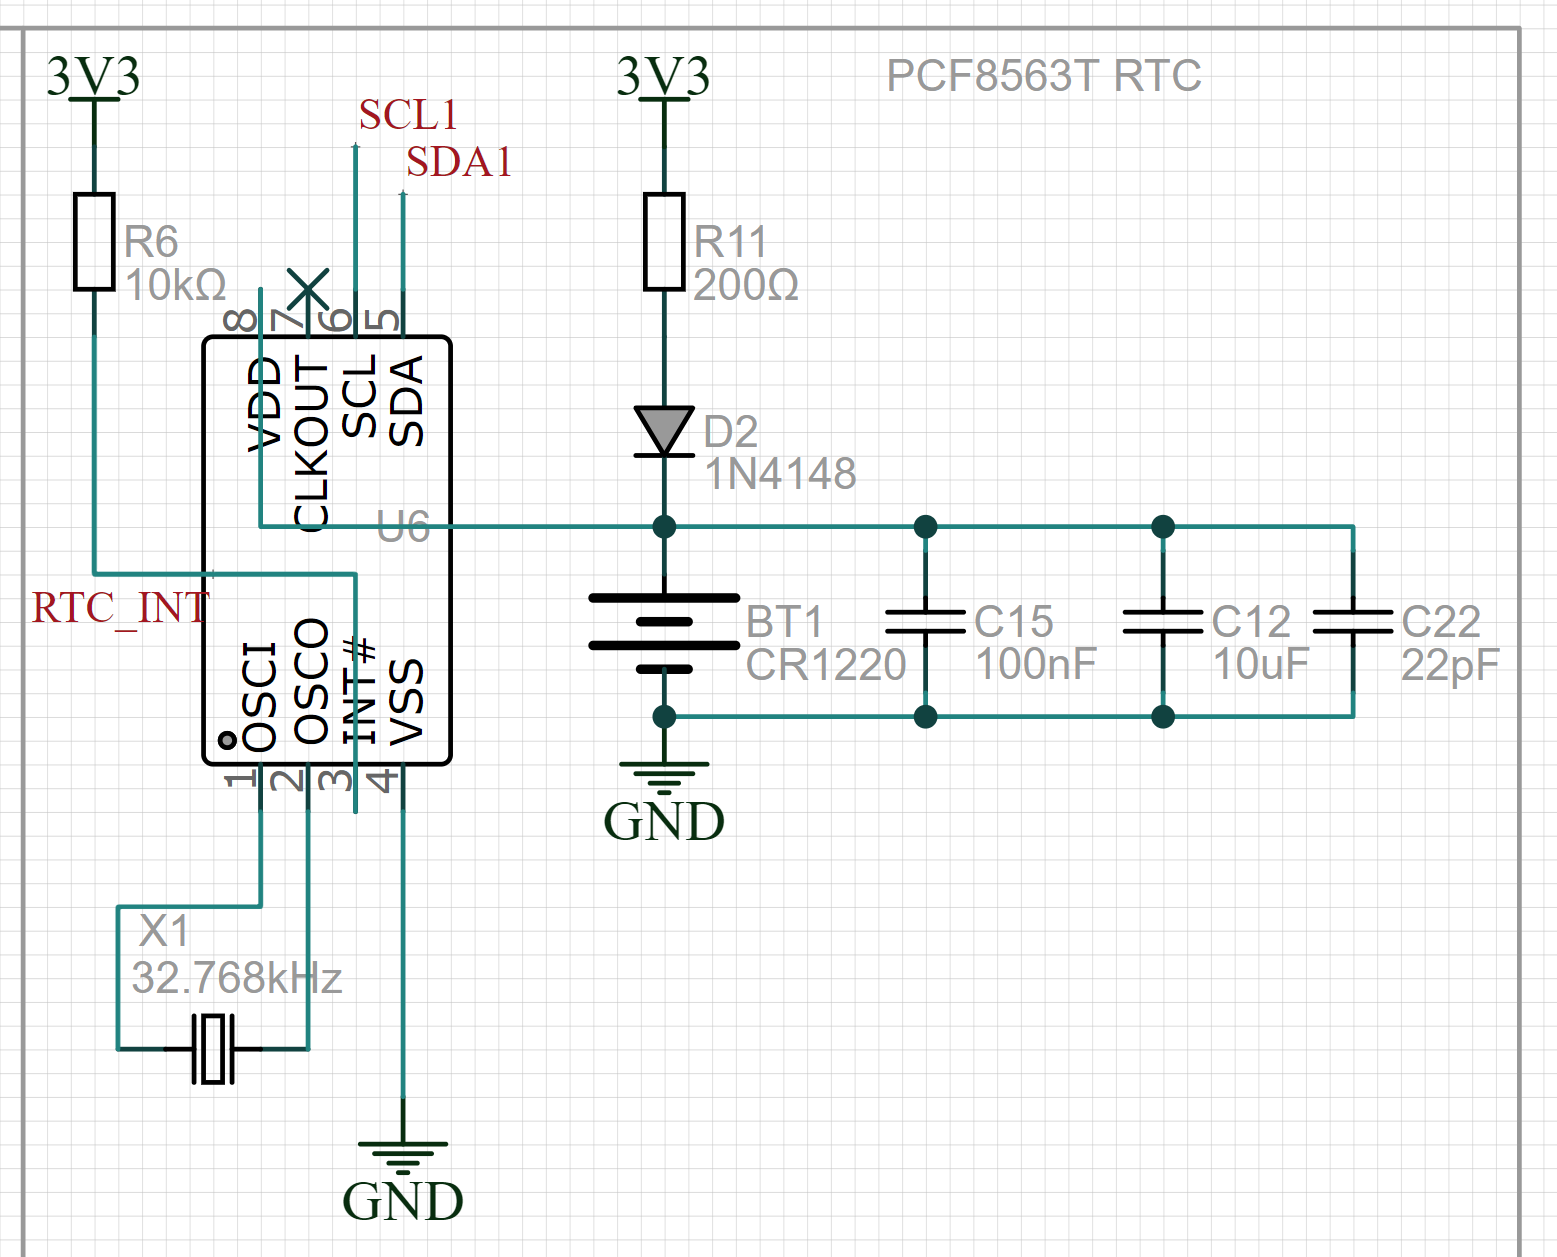 3V3
3V3
PCF8563T RTC
SCL1
SDA1
R6
10kΩ
R11
200Ω
8
7
6
5
VDD
CLKOUT
SCL
SDA
D2
1N4148
U6
RTC_INT
OSCI
OSCO
INT#
VSS
BT1
CR1220
C15
100nF
C12
10uF
C22
22pF
1
2
3
4
GND
X1
32.768kHz
GND